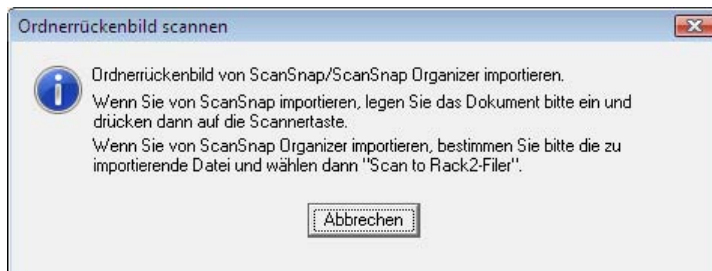 Ordnerrückenbild scannen
Ordnerrückenbild von ScanSnap/ScanSnap Organizer importieren.
Wenn Sie von ScanSnap importieren, legen Sie das Dokument bitte ein und
drücken dann auf die Scannertaste.
Wenn Sie von ScanSnap Organizer importieren, bestimmen Sie bitte die zu
importierende Datei und wählen dann "Scan to Rack2-Filer".
Abbrechen